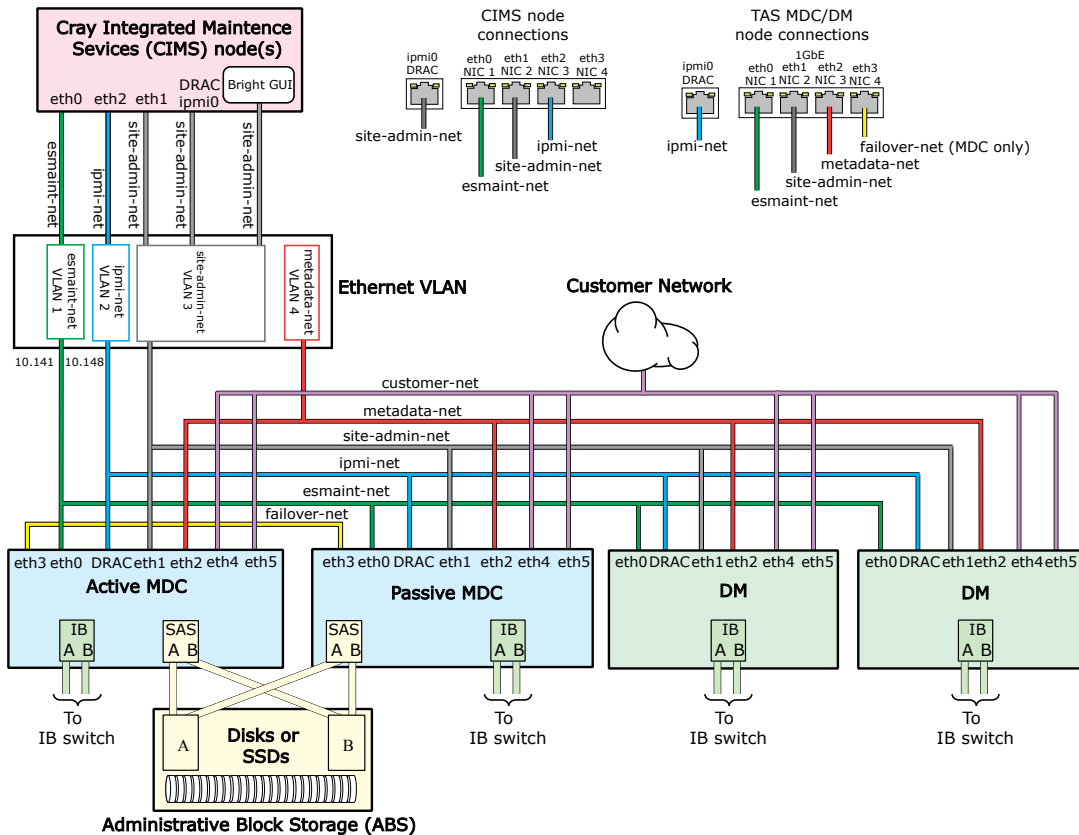 Cray Integrated Maintence
Sevices (CIMS) node(s)
Bright GUI
DRAC
eth0 eth2 eth1 ipmi0
esmaint-net
ipmi-net
site-admin-net
site-admin-net
site-admin-net
CIMS node
connections
ipmi0
DRAC
eth0
NIC 1
eth1
NIC 2
eth2
NIC 3
eth3
NIC 4
site-admin-net
ipmi-net
site-admin-net
esmaint-net
TAS MDC/DM
node connections
1GbE
ipmi0
DRAC
eth0
NIC 1
eth1
NIC 2
eth2
NIC 3
eth3
NIC 4
ipmi-net
failover-net (MDC only)
metadata-net
site-admin-net
esmaint-net
esmaint-net
VLAN 1
ipmi-net
VLAN 2
site-admin-net
VLAN 3
metadata-net
VLAN 4
Ethernet VLAN
Customer Network
10.141
10.148
customer-net
metadata-net
site-admin-net
ipmi-net
esmaint-net
failover-net
eth3 eth0 DRAC eth1 eth2 eth4 eth5
Active MDC
IB
A B
SAS
A B
eth3 eth0 DRAC eth1 eth2 eth4 eth5
Passive MDC
SAS
A B
IB
A B
eth0 DRAC eth1 eth2 eth4 eth5
DM
IB
A B
eth0 DRAC eth1 eth2 eth4 eth5
DM
IB
A B
To
IB switch
To
IB switch
To
IB switch
To
IB switch
A
Disks or
SSDs
B
Administrative Block Storage (ABS)